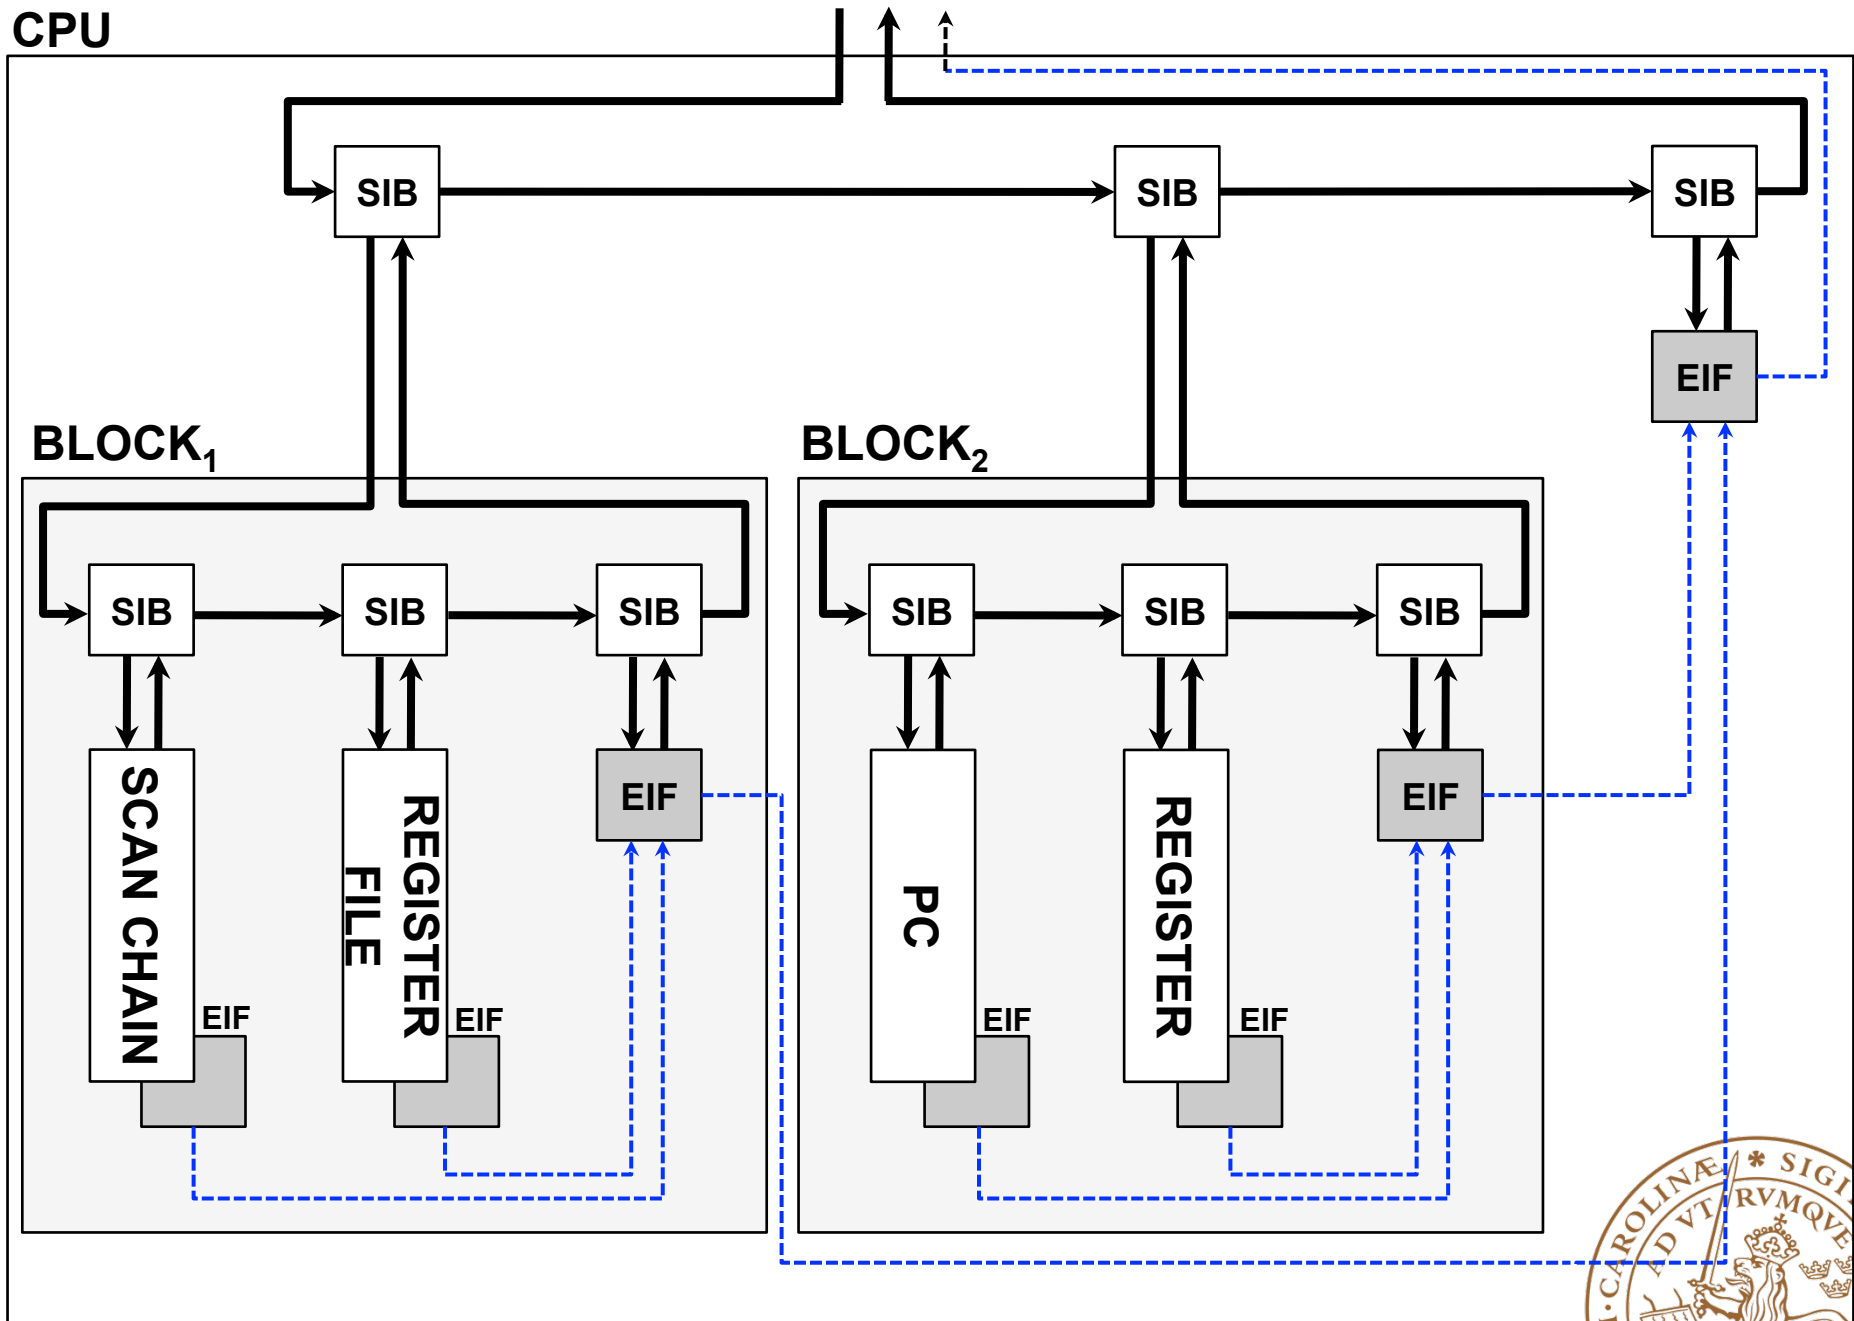 CPU
SIB
SIB
SIB
EIF
BLOCK₁
BLOCK₂
SIB
SIB
SIB
SIB
SIB
SIB
SCAN CHAIN
REGISTER
FILE
EIF
PC
REGISTER
EIF
EIF
EIF
EIF
EIF
CAROLINÆ * SIGI
AD VT RVMQVE